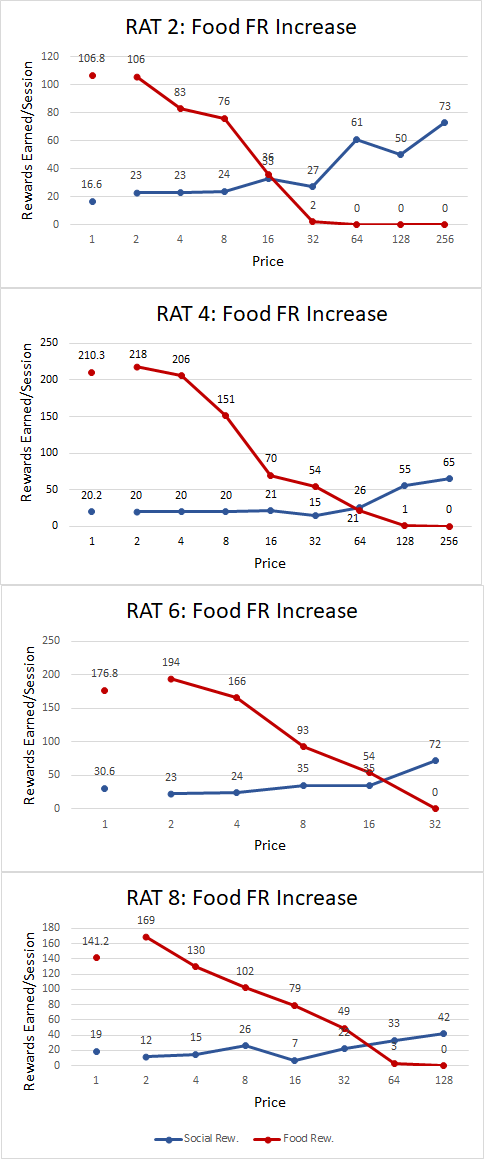 RAT 2: Food FR Increase
Rewards Earned/Session
120
100
80
60
40
20
0
106.8 106 83 76 36 2 0 0 0
16.6 23 23 24 33 27 61 50 73
1 2 4 8 16 32 64 128 256
Price
RAT 4: Food FR Increase
Rewards Earned/Session
250
200
150
100
50
0
210.3 218 206 151 70 54 21 1 0
20.2 20 20 20 21 15 26 55 65
1 2 4 8 16 32 64 128 256
Price
RAT 6: Food FR Increase
Rewards Earned/Session
250
200
150
100
50
0
176.8 194 166 93 54 0
30.6 23 24 35 35 72
1 2 4 8 16 32
Price
RAT 8: Food FR Increase
Rewards Earned/Session
180
160
140
120
100
80
60
40
20
0
141.2 169 130 102 79 49 3 0
19 12 15 26 7 22 33 42
1 2 4 8 16 32 64 128
Price
Social Rew. Food Rew.